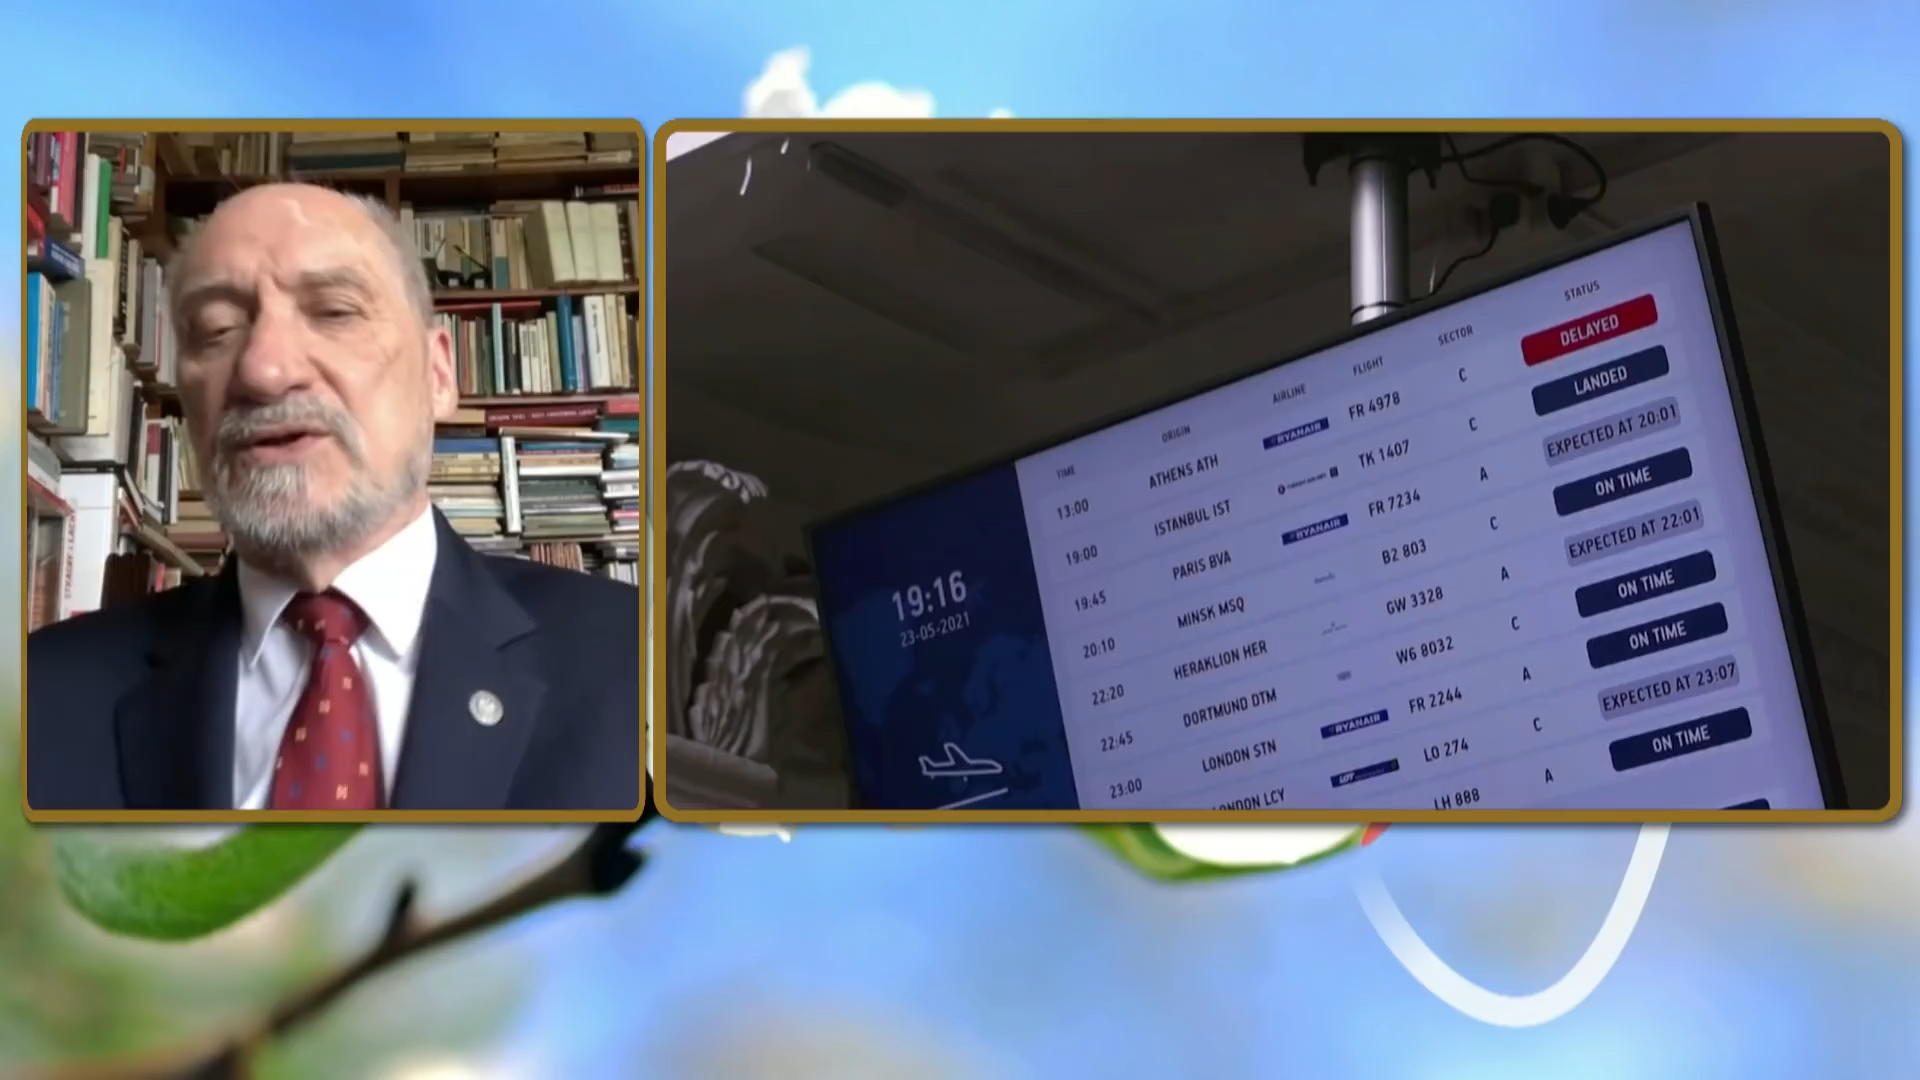 19:16
23-05-2021
TIME ORIGIN AIRLINE FLIGHT SECTOR STATUS
13:00 ATHENS ATH RYANAIR FR 4978 C DELAYED
19:00 ISTANBUL IST TK 1407 C LANDED
19:45 PARIS BVA RYANAIR FR 7234 A EXPECTED AT 20:01
20:10 MINSK MSQ B2 803 C ON TIME
22:20 HERAKLION HER GW 3328 A EXPECTED AT 22:01
22:45 DORTMUND DTM W6 8032 C ON TIME
23:00 LONDON STN RYANAIR FR 2244 A ON TIME
LONDON LCY LOT LO 274 C EXPECTED AT 23:07
LH 888 A ON TIME